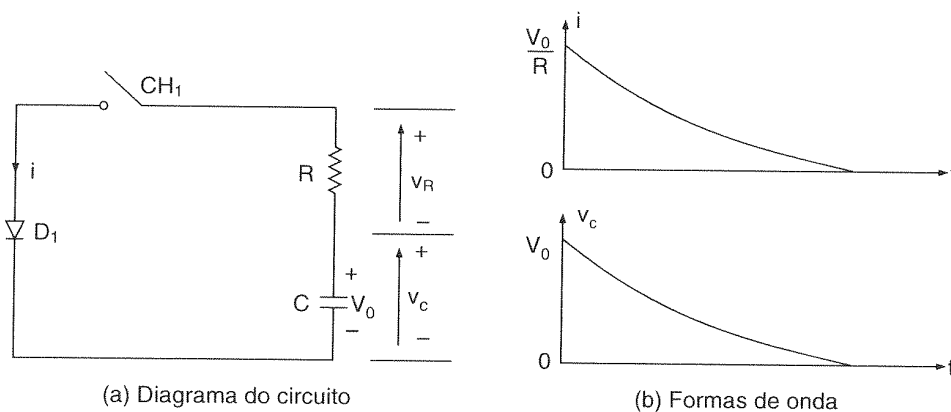 CH₁
i
D₁
R
+
v_R
−
+
C
V₀
−
+
v_c
−
(a) Diagrama do circuito
i
V₀
R
0
t
v_c
V₀
0
t
(b) Formas de onda